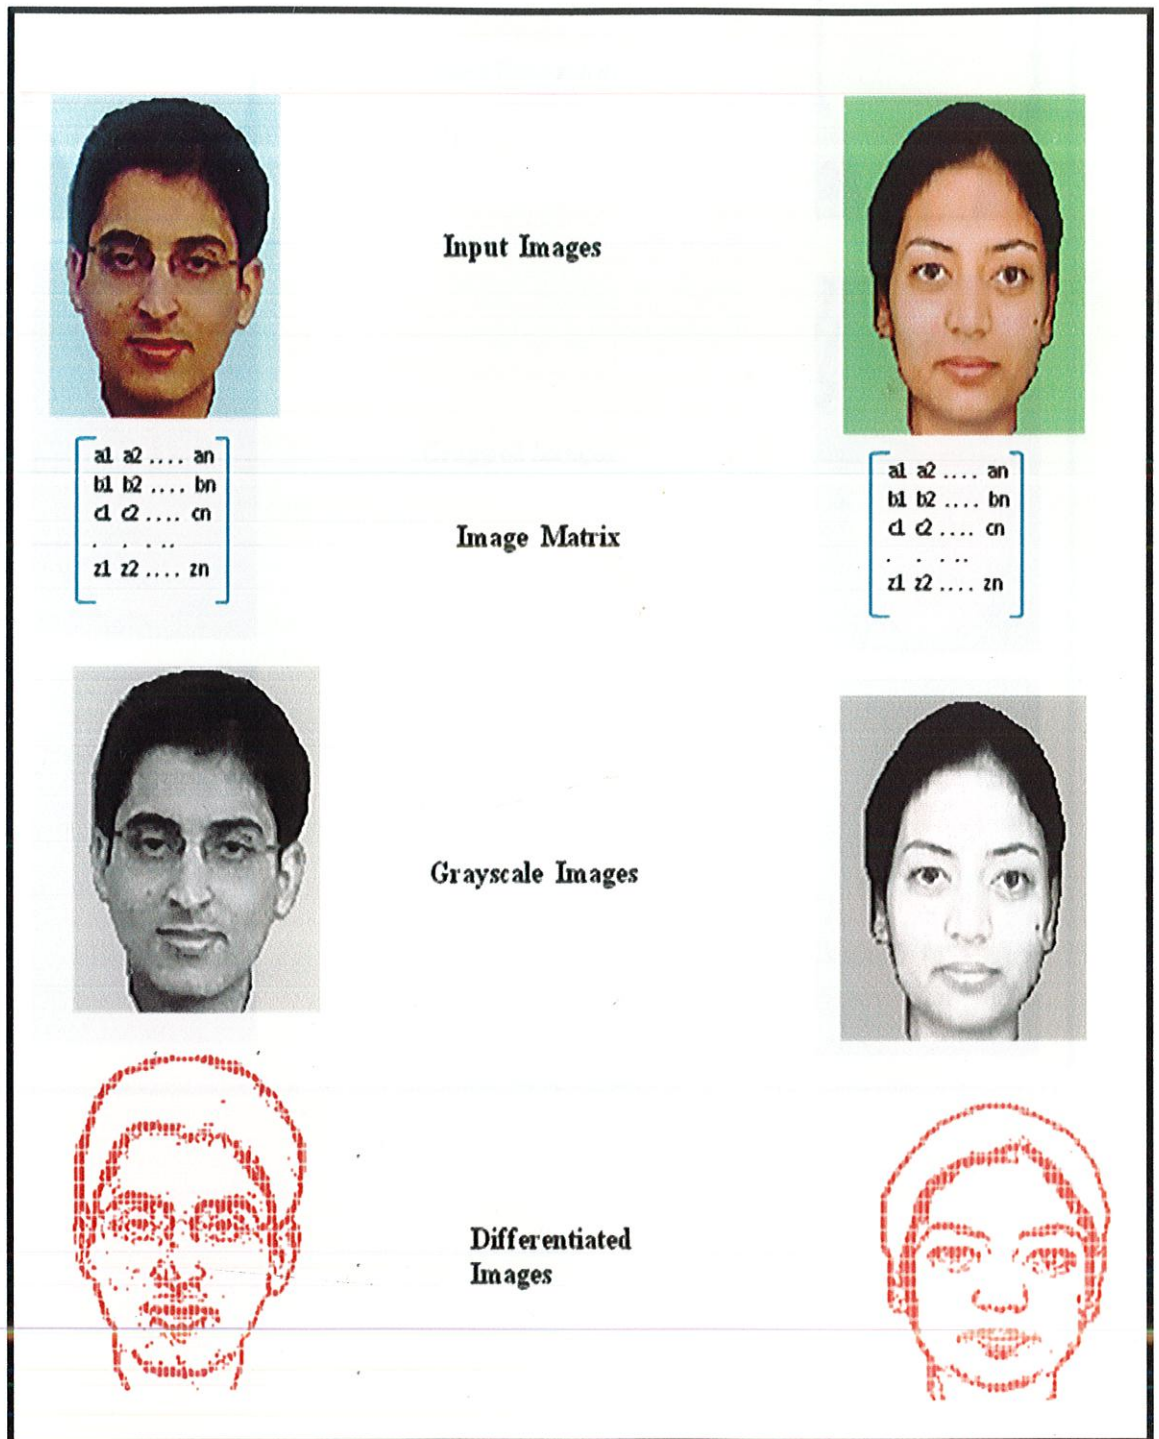 Input Images
a1 a2 .... an
b1 b2 .... bn
c1 c2 .... cn
. . . ..
z1 z2 .... zn
Image Matrix
a1 a2 .... an
b1 b2 .... bn
c1 c2 .... cn
. . . ..
z1 z2 .... zn
Grayscale Images
Differentiated
Images